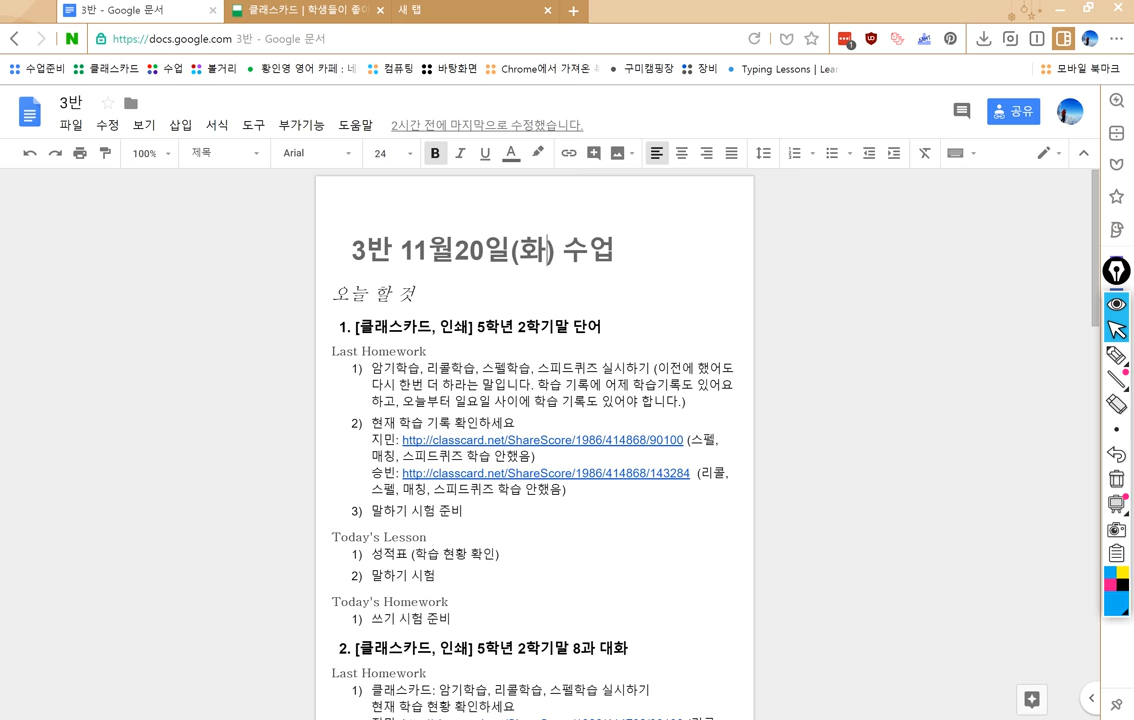 3반 - Google 문서
클래스카드 | 학생들이 좋아
새 탭
https://docs.google.com 3반 - Google 문서
수업준비 클래스카드 수업 볼거리 황인영 영어 카페 : 네 컴퓨팅 바탕화면 Chrome에서 가져온 구미캠핑장 장비 Typing Lessons | Lear 모바일 북마크
3반
공유
파일 수정 보기 삽입 서식 도구 부가기능 도움말 2시간 전에 마지막으로 수정했습니다.
100% 제목 Arial 24 B I U A
3반 11월20일(화) 수업
오늘 할 것
1. [클래스카드, 인쇄] 5학년 2학기말 단어
Last Homework
1) 암기학습, 리콜학습, 스펠학습, 스피드퀴즈 실시하기 (이전에 했어도
다시 한번 더 하라는 말입니다. 학습 기록에 어제 학습기록도 있어요
하고, 오늘부터 일요일 사이에 학습 기록도 있어야 합니다.)
2) 현재 학습 기록 확인하세요
지민: http://classcard.net/ShareScore/1986/414868/90100 (스펠,
매칭, 스피드퀴즈 학습 안했음)
승빈: http://classcard.net/ShareScore/1986/414868/143284 (리콜,
스펠, 매칭, 스피드퀴즈 학습 안했음)
3) 말하기 시험 준비
Today's Lesson
1) 성적표 (학습 현황 확인)
2) 말하기 시험
Today's Homework
1) 쓰기 시험 준비
2. [클래스카드, 인쇄] 5학년 2학기말 8과 대화
Last Homework
1) 클래스카드: 암기학습, 리콜학습, 스펠학습 실시하기
현재 학습 현황 확인하세요